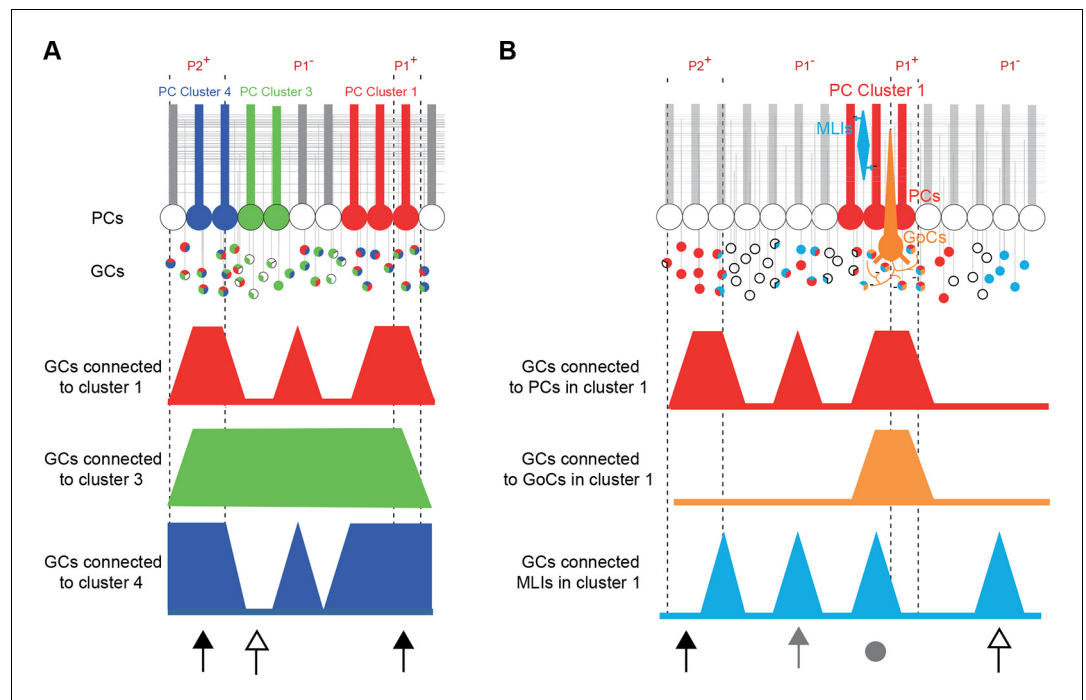 A
P2+
P1-
P1+
PC Cluster 4
PC Cluster 3
PC Cluster 1
PCs
GCs
GCs connected
to cluster 1
GCs connected
to cluster 3
GCs connected
to cluster 4
B
P2+
P1-
P1+
P1-
PC Cluster 1
MLIs
PCs
GoCs
GCs connected
to PCs in cluster 1
GCs connected
to GoCs in cluster 1
GCs connected
MLIs in cluster 1